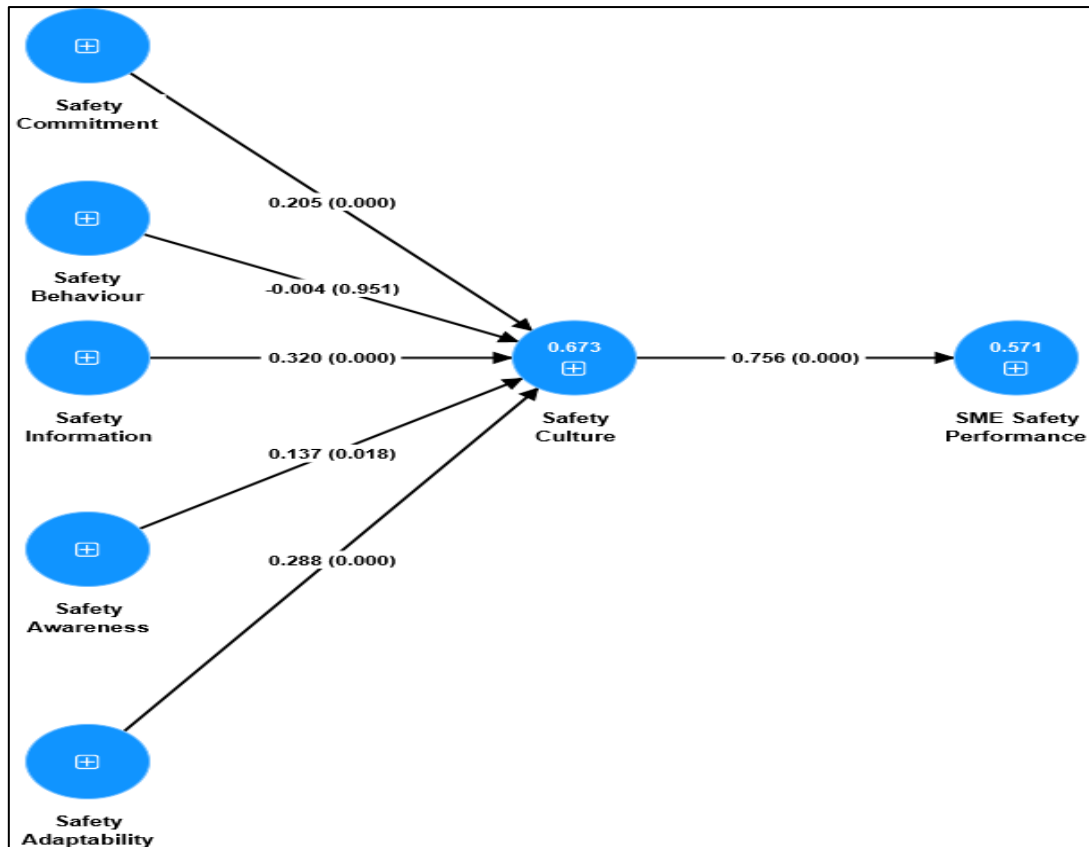 Safety
Commitment
0.205 (0.000)
Safety
Behaviour
-0.004 (0.951)
Safety
Information
0.320 (0.000)
0.673
Safety
Culture
0.756 (0.000)
0.571
SME Safety
Performance
0.137 (0.018)
Safety
Awareness
0.288 (0.000)
Safety
Adaptability